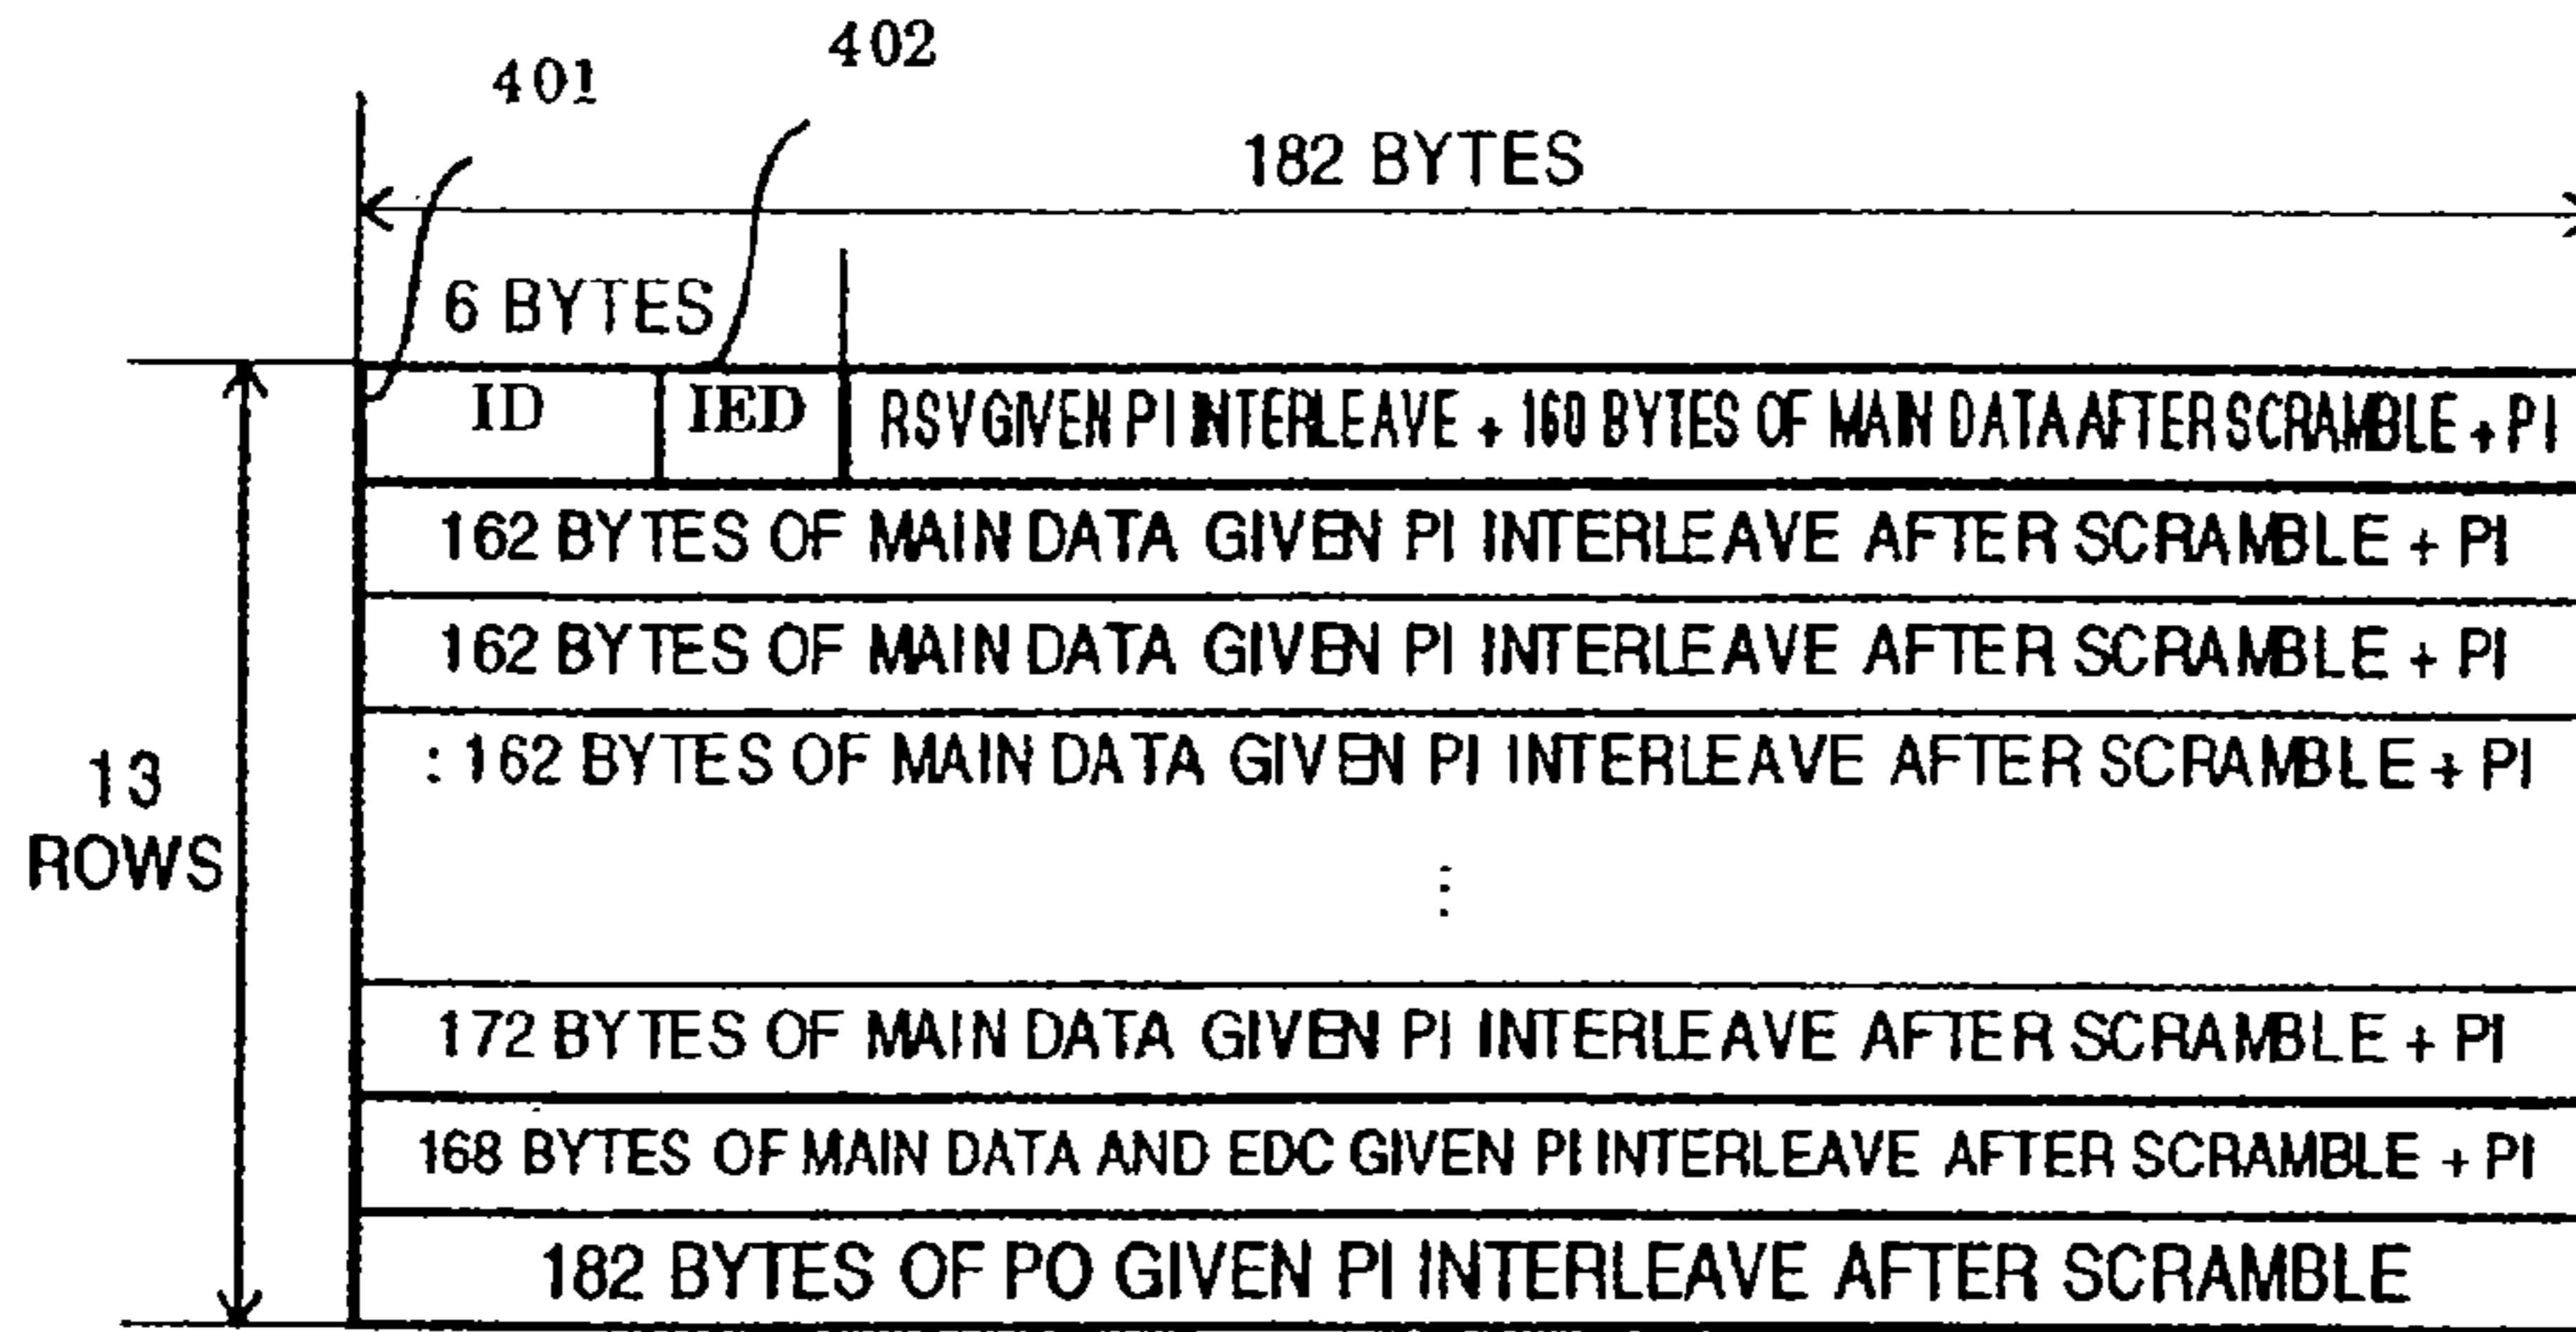 401
402
182 BYTES
6 BYTES
ID IED RSV GIVEN PI INTERLEAVE + 160 BYTES OF MAIN DATA AFTER SCRAMBLE + PI
162 BYTES OF MAIN DATA GIVEN PI INTERLEAVE AFTER SCRAMBLE + PI
162 BYTES OF MAIN DATA GIVEN PI INTERLEAVE AFTER SCRAMBLE + PI
: 162 BYTES OF MAIN DATA GIVEN PI INTERLEAVE AFTER SCRAMBLE + PI
13
ROWS
⋮
172 BYTES OF MAIN DATA GIVEN PI INTERLEAVE AFTER SCRAMBLE + PI
168 BYTES OF MAIN DATA AND EDC GIVEN PI INTERLEAVE AFTER SCRAMBLE + PI
182 BYTES OF PO GIVEN PI INTERLEAVE AFTER SCRAMBLE